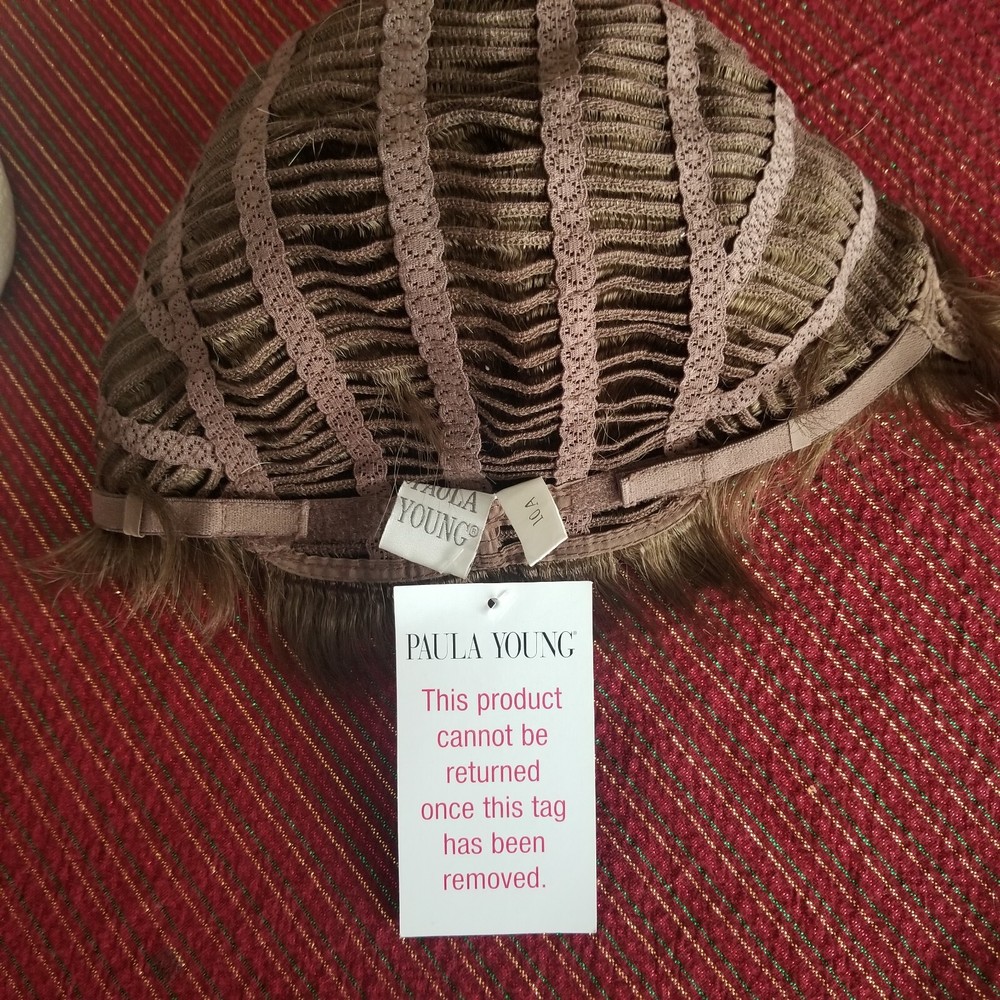 PAULA
YOUNG®
10A
PAULA YOUNG®
This product
cannot be
returned
once this tag
has been
removed.